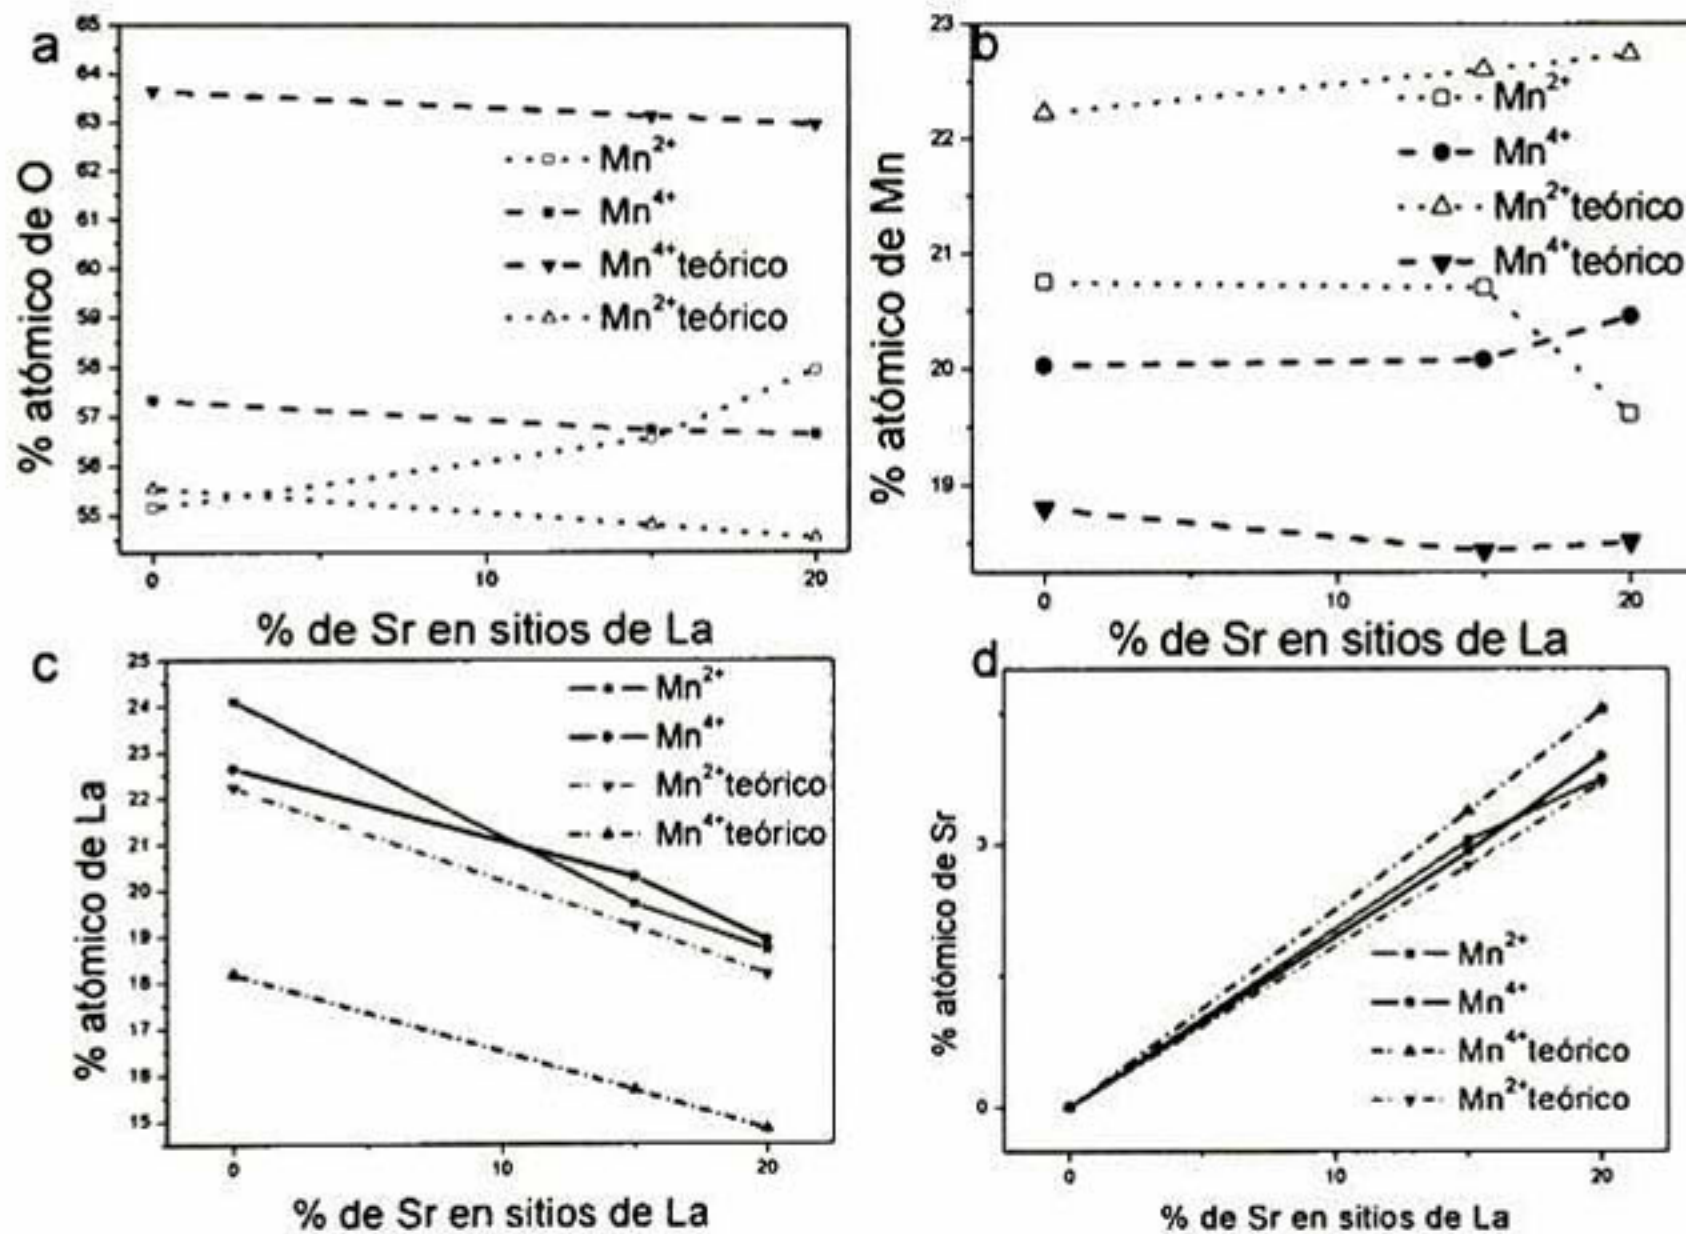 a
65
64
63
62
61
60
59
58
57
56
55
0
10
20
% atómico de O
% de Sr en sitios de La
Mn²⁺
Mn⁴⁺
Mn⁴⁺teórico
Mn²⁺teórico
b
23
22
21
20
19
0
10
20
% atómico de Mn
% de Sr en sitios de La
Mn²⁺
Mn⁴⁺
Mn²⁺teórico
Mn⁴⁺teórico
c
25
24
23
22
21
20
19
18
17
16
15
0
10
20
% atómico de La
% de Sr en sitios de La
Mn²⁺
Mn⁴⁺
Mn²⁺teórico
Mn⁴⁺teórico
d
3
0
0
10
20
% atómico de Sr
% de Sr en sitios de La
Mn²⁺
Mn⁴⁺
Mn⁴⁺teórico
Mn²⁺teórico